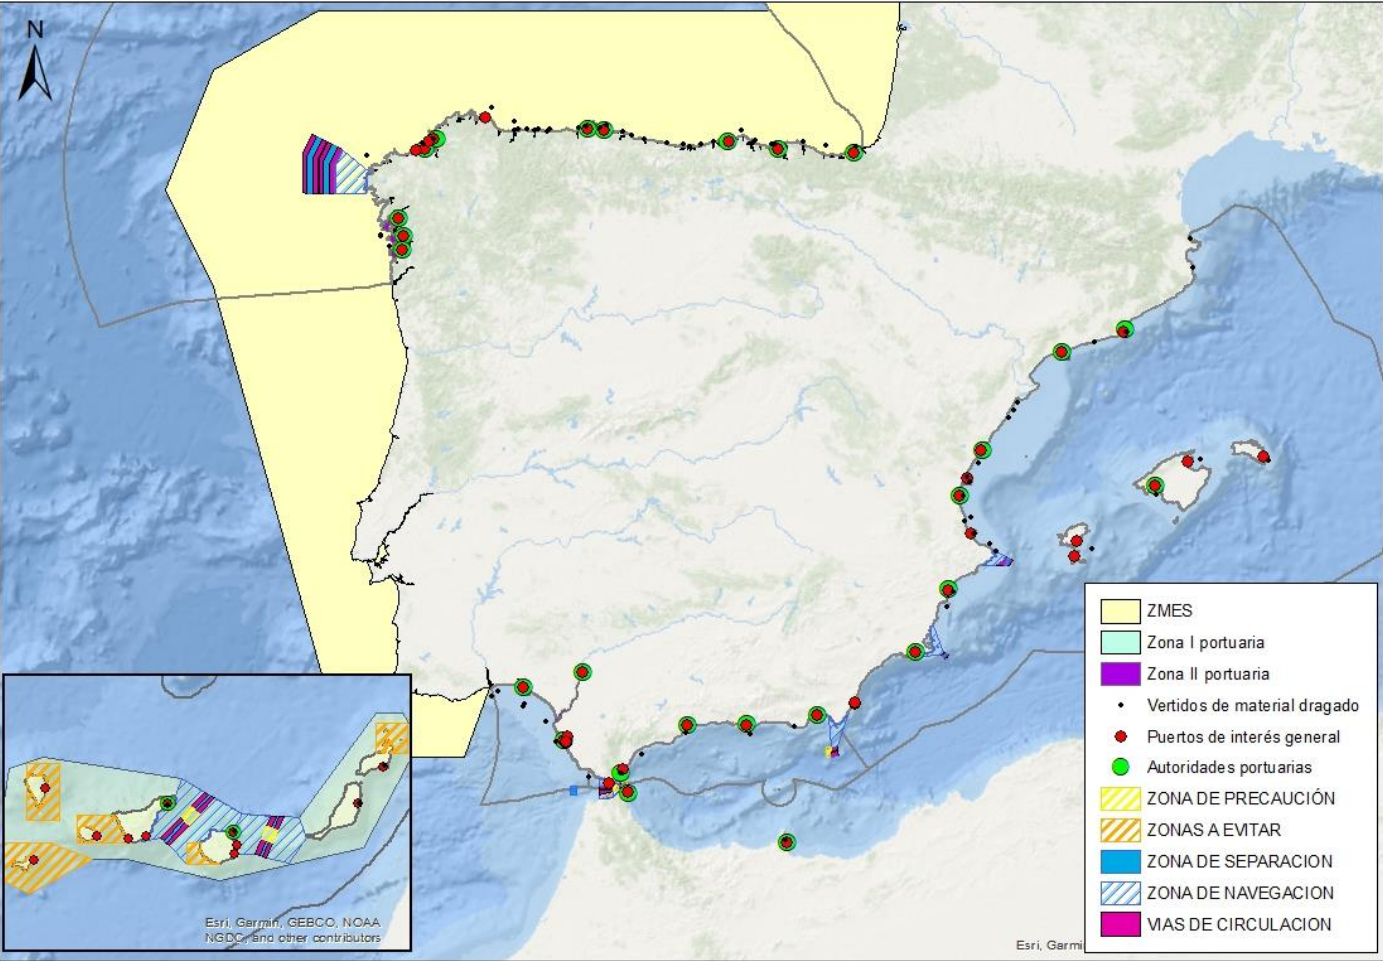 N
ZMES
Zona I portuaria
Zona II portuaria
Vertidos de material dragado
Puertos de interés general
Autoridades portuarias
ZONA DE PRECAUCIÓN
ZONAS A EVITAR
ZONA DE SEPARACION
ZONA DE NAVEGACION
VIAS DE CIRCULACION
Esri, Garmin, GEBCO, NOAA
NGDC, and other contributors
Esri, Garmi